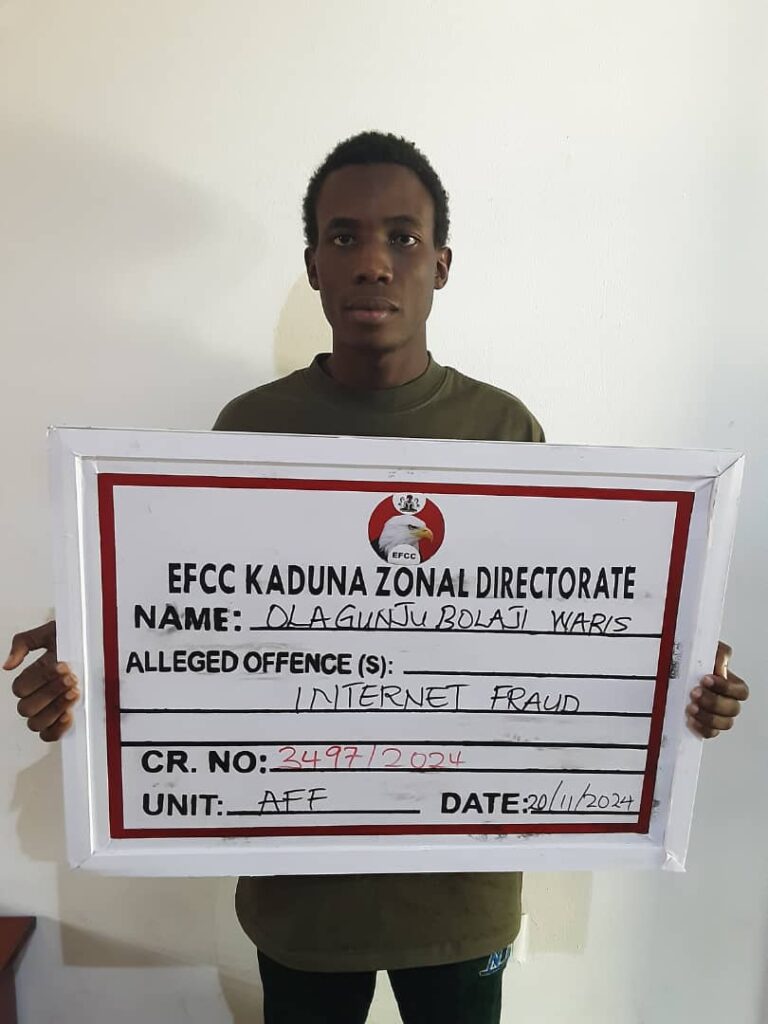 EFCC
EFCC KADUNA ZONAL DIRECTORATE
NAME: OLAGUNJU BOLAJI WARIS
ALLEGED OFFENCE (S):
INTERNET FRAUD
CR. NO: 3497/2024
UNIT: AFF DATE: 20/11/2024